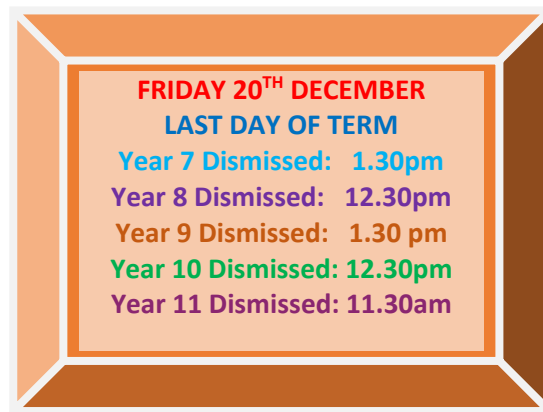 FRIDAY 20TH DECEMBER
LAST DAY OF TERM
Year 7 Dismissed: 1.30pm
Year 8 Dismissed: 12.30pm
Year 9 Dismissed: 1.30 pm
Year 10 Dismissed: 12.30pm
Year 11 Dismissed: 11.30am